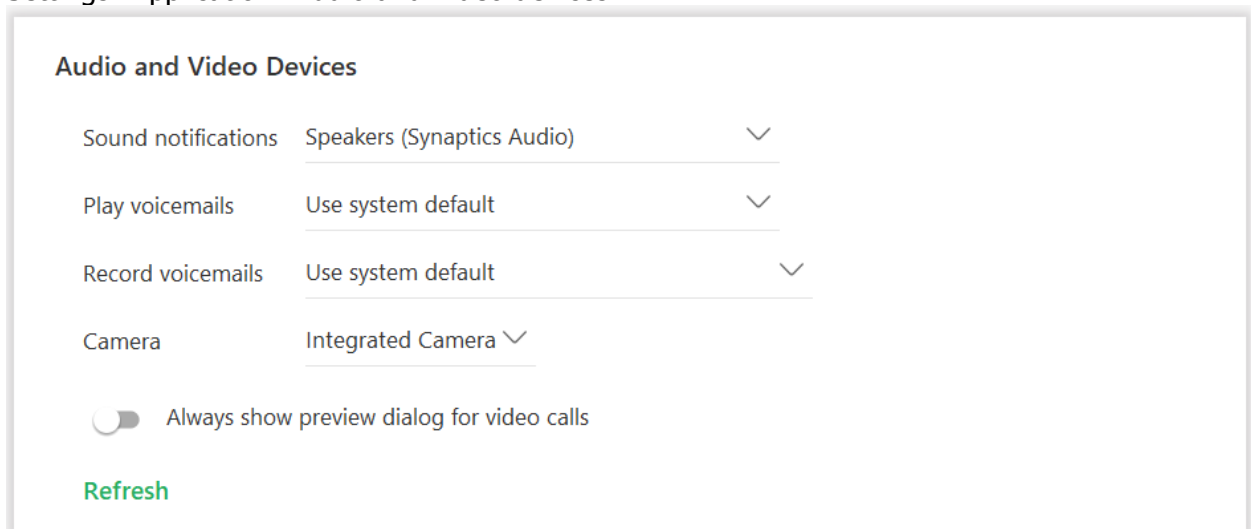 Audio and Video Devices
Sound notifications Speakers (Synaptics Audio)
Play voicemails Use system default
Record voicemails Use system default
Camera Integrated Camera
Always show preview dialog for video calls
Refresh